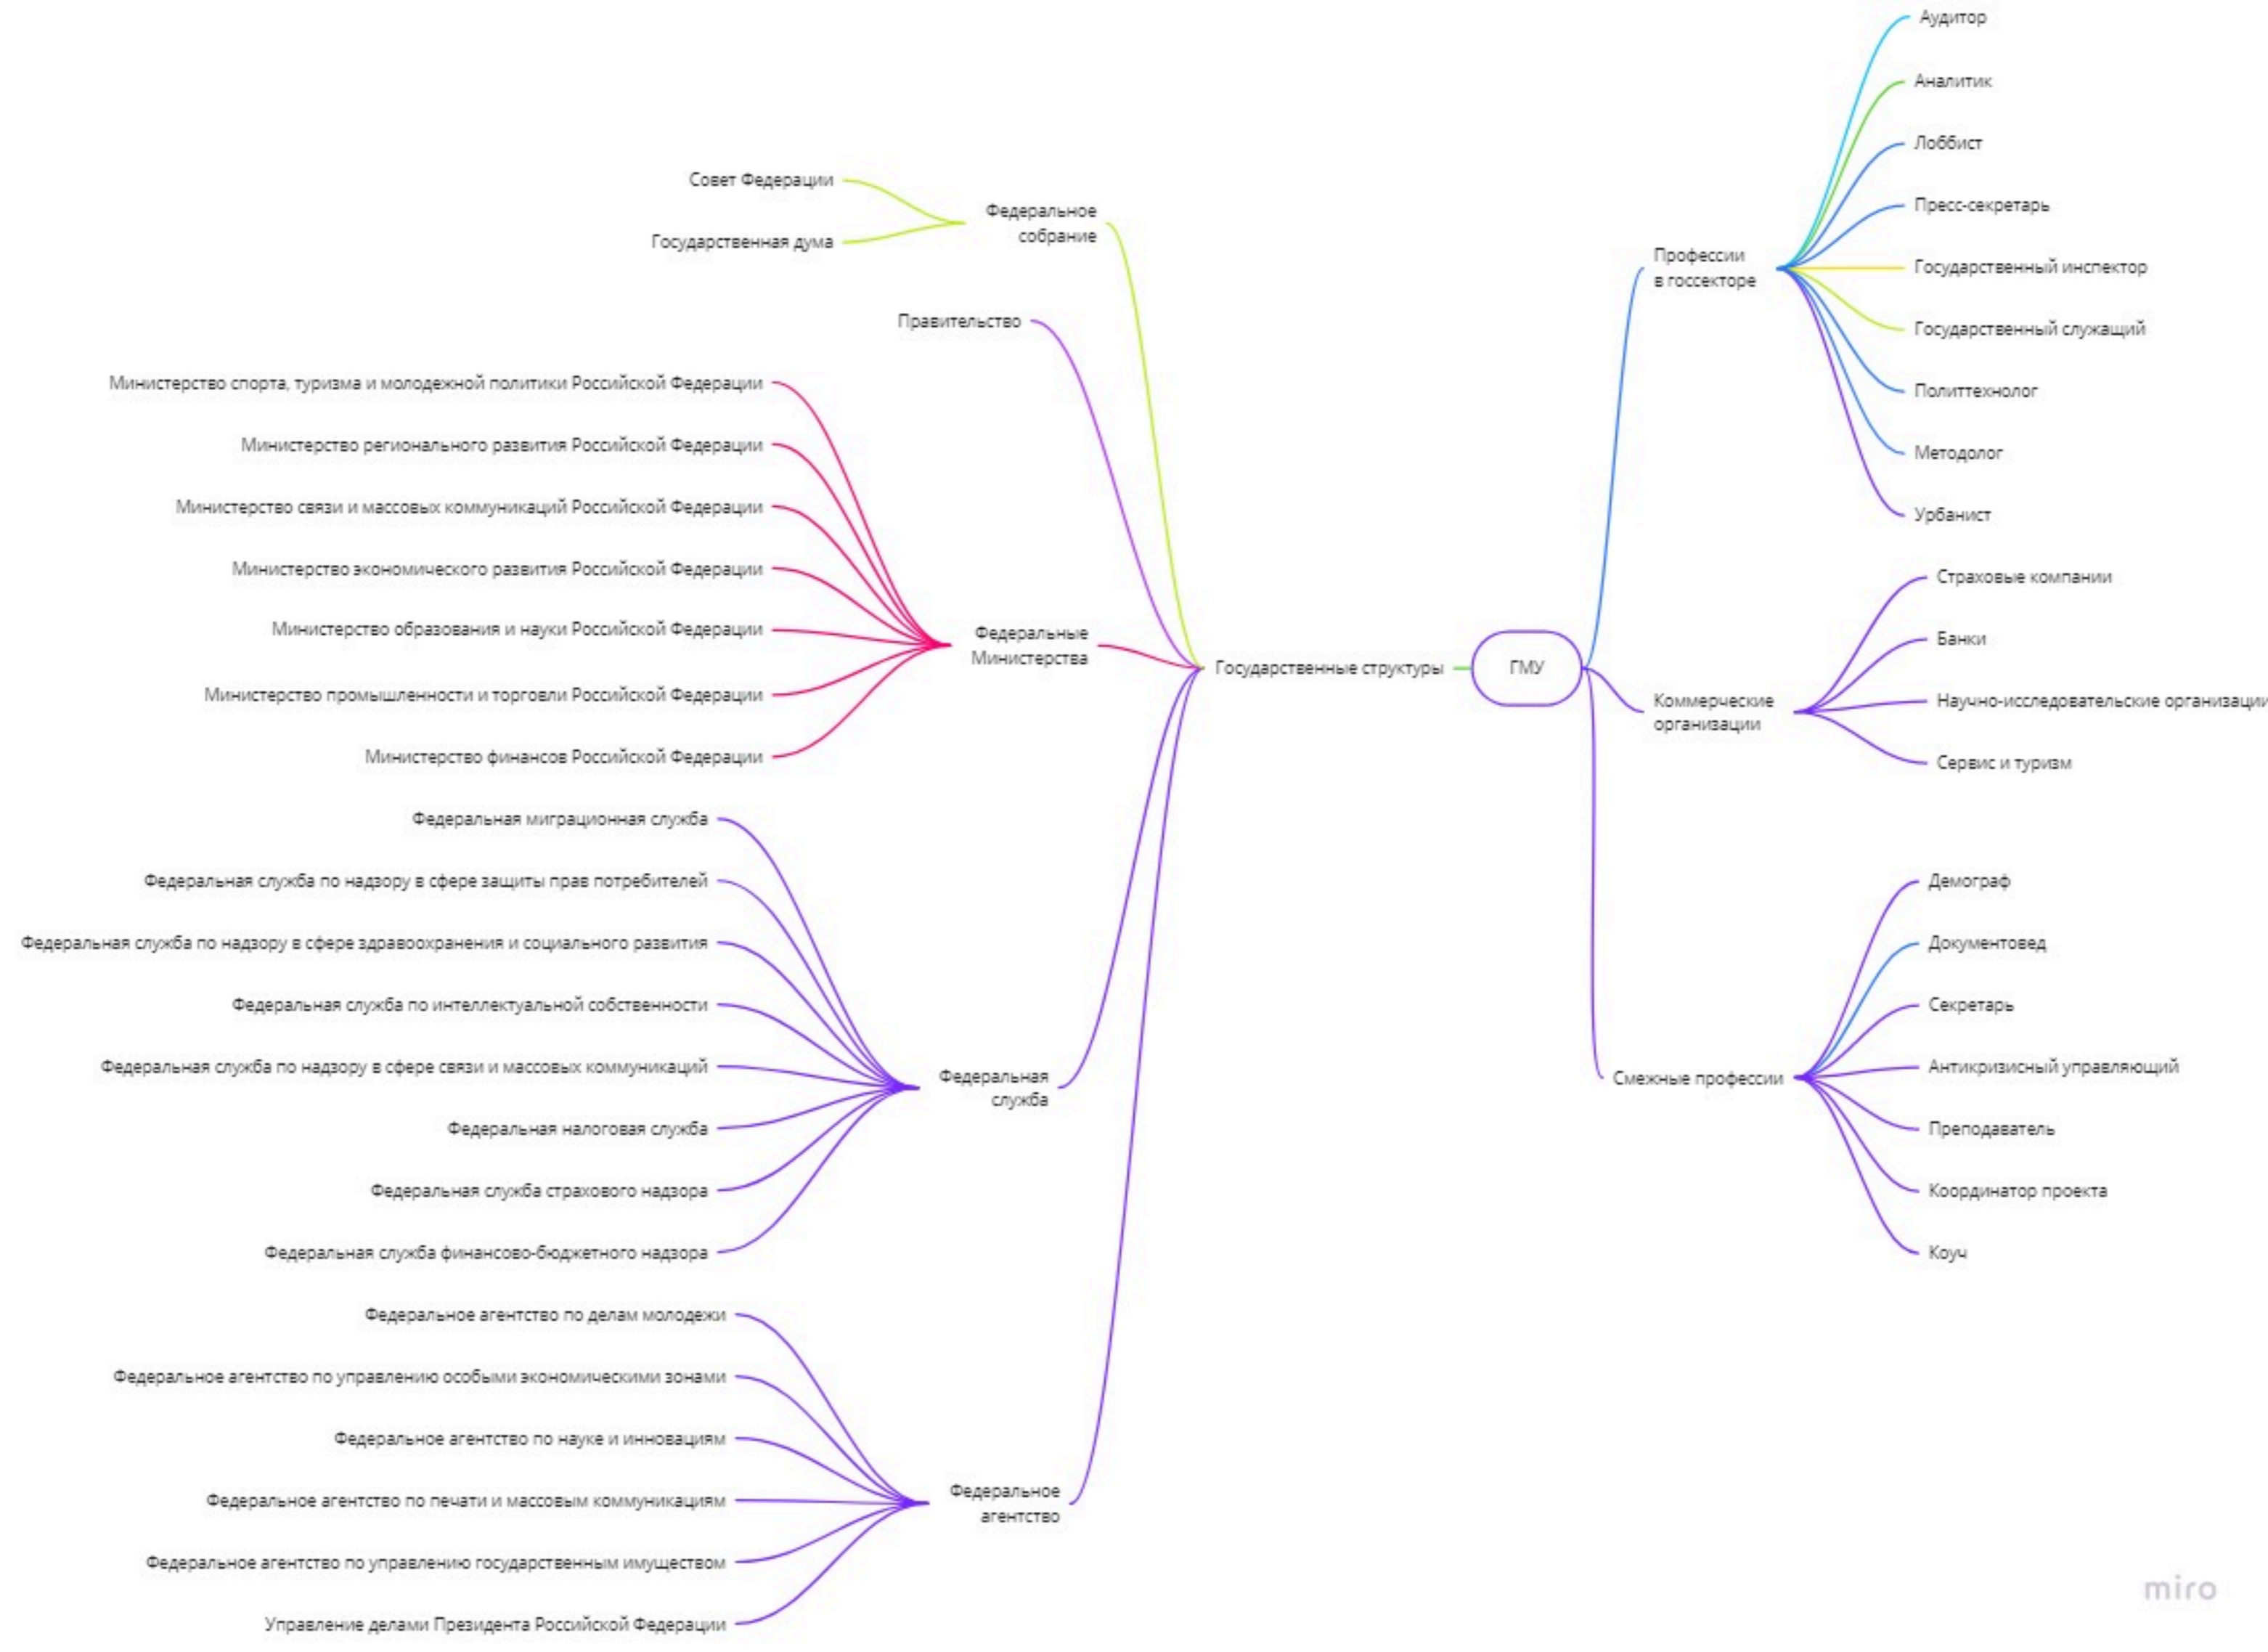 Совет Федерации
Государственная дума
Федеральное
собрание
Правительство
Министерство спорта, туризма и молодежной политики Российской Федерации
Министерство регионального развития Российской Федерации
Министерство связи и массовых коммуникаций Российской Федерации
Министерство экономического развития Российской Федерации
Министерство образования и науки Российской Федерации
Министерство промышленности и торговли Российской Федерации
Министерство финансов Российской Федерации
Федеральные
Министерства
Федеральная миграционная служба
Федеральная служба по надзору в сфере защиты прав потребителей
Федеральная служба по надзору в сфере здравоохранения и социального развития
Федеральная служба по интеллектуальной собственности
Федеральная служба по надзору в сфере связи и массовых коммуникаций
Федеральная налоговая служба
Федеральная служба страхового надзора
Федеральная служба финансово-бюджетного надзора
Федеральная
служба
Федеральное агентство по делам молодежи
Федеральное агентство по управлению особыми экономическими зонами
Федеральное агентство по науке и инновациям
Федеральное агентство по печати и массовым коммуникациям
Федеральное агентство по управлению государственным имуществом
Управление делами Президента Российской Федерации
Федеральное
агентство
Государственные структуры
ГМУ
Профессии
в госсекторе
Аудитор
Аналитик
Лоббист
Пресс-секретарь
Государственный инспектор
Государственный служащий
Политтехнолог
Методолог
Урбанист
Коммерческие
организации
Страховые компании
Банки
Научно-исследовательские организации
Сервис и туризм
Смежные профессии
Демограф
Документовед
Секретарь
Антикризисный управляющий
Преподаватель
Координатор проекта
Коуч
miro